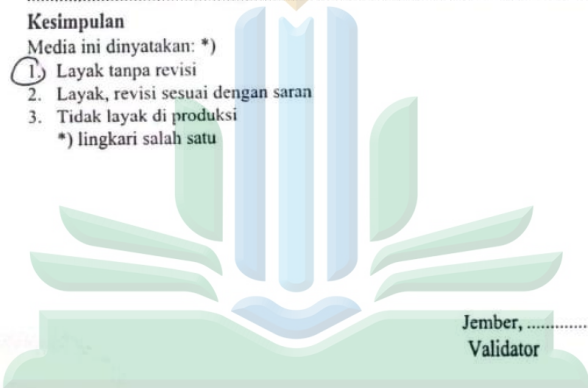 Kesimpulan
Media ini dinyatakan: *)
1. Layak tanpa revisi
2. Layak, revisi sesuai dengan saran
3. Tidak layak di produksi
*) lingkari salah satu
Jember, .............
Validator